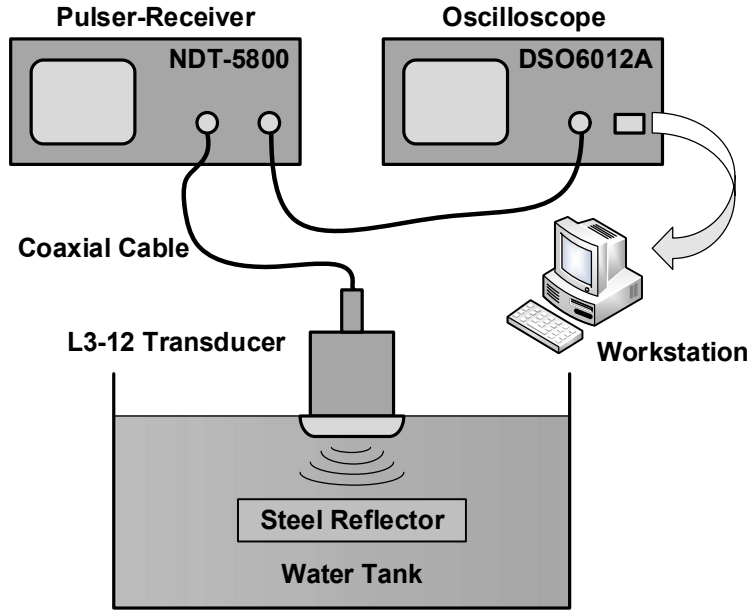 Pulser-Receiver
Oscilloscope
NDT-5800
DSO6012A
Coaxial Cable
L3-12 Transducer
Workstation
Steel Reflector
Water Tank